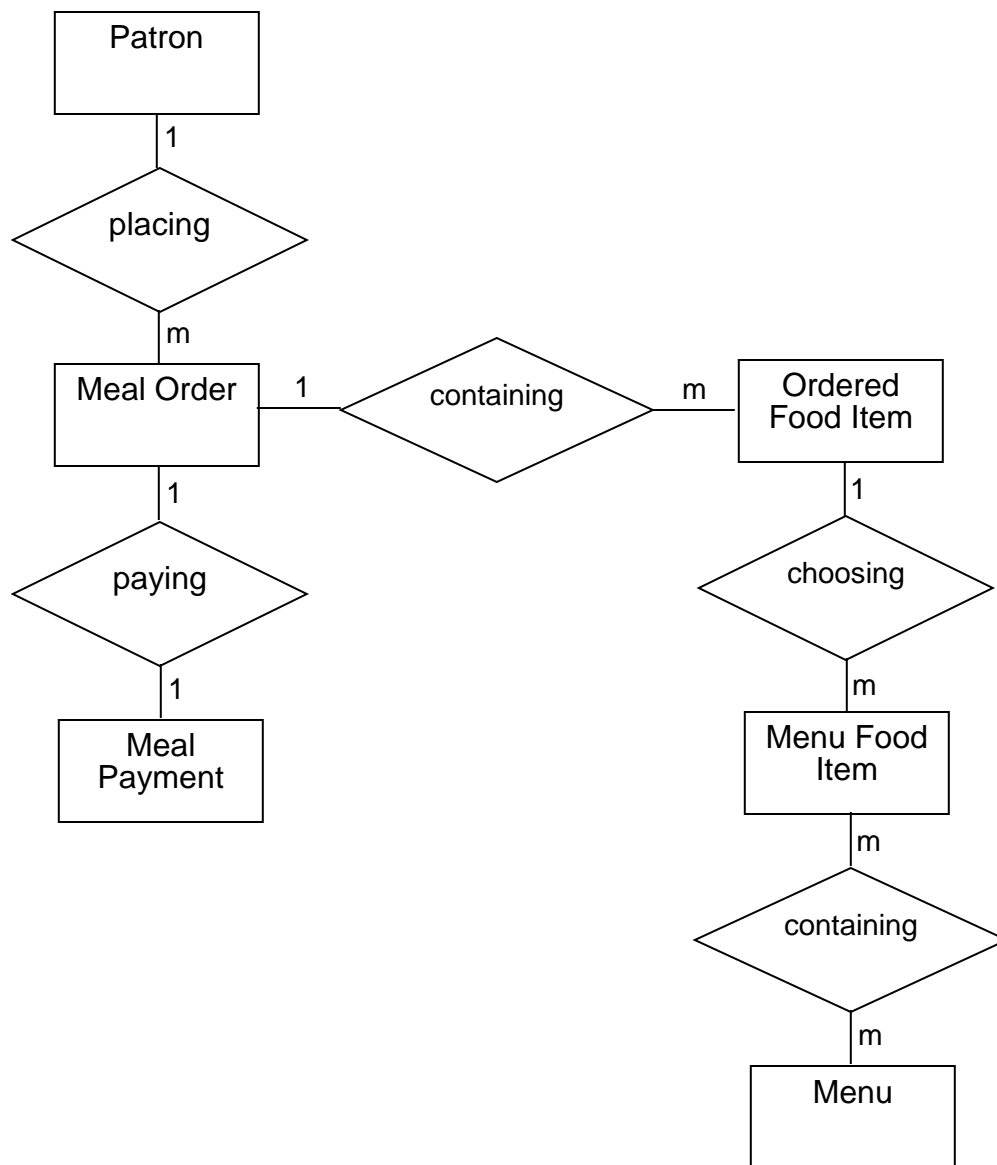 Patron
1
placing
m
Meal Order
1
containing
m
Ordered
Food Item
1
paying
1
Meal
Payment
1
choosing
m
Menu Food
Item
m
containing
m
Menu